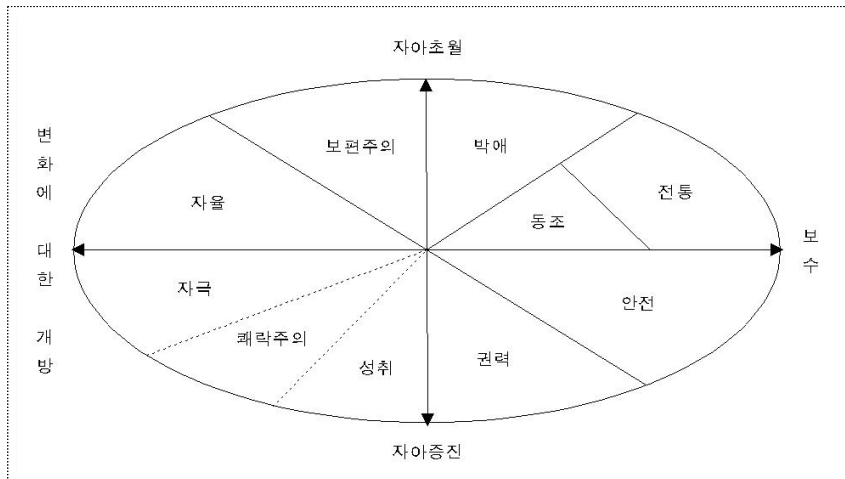 자아초월
변화에 대한 개방
보편주의
박애
전통
자율
동조
보수
자극
안전
쾌락주의
성취
권력
자아증진